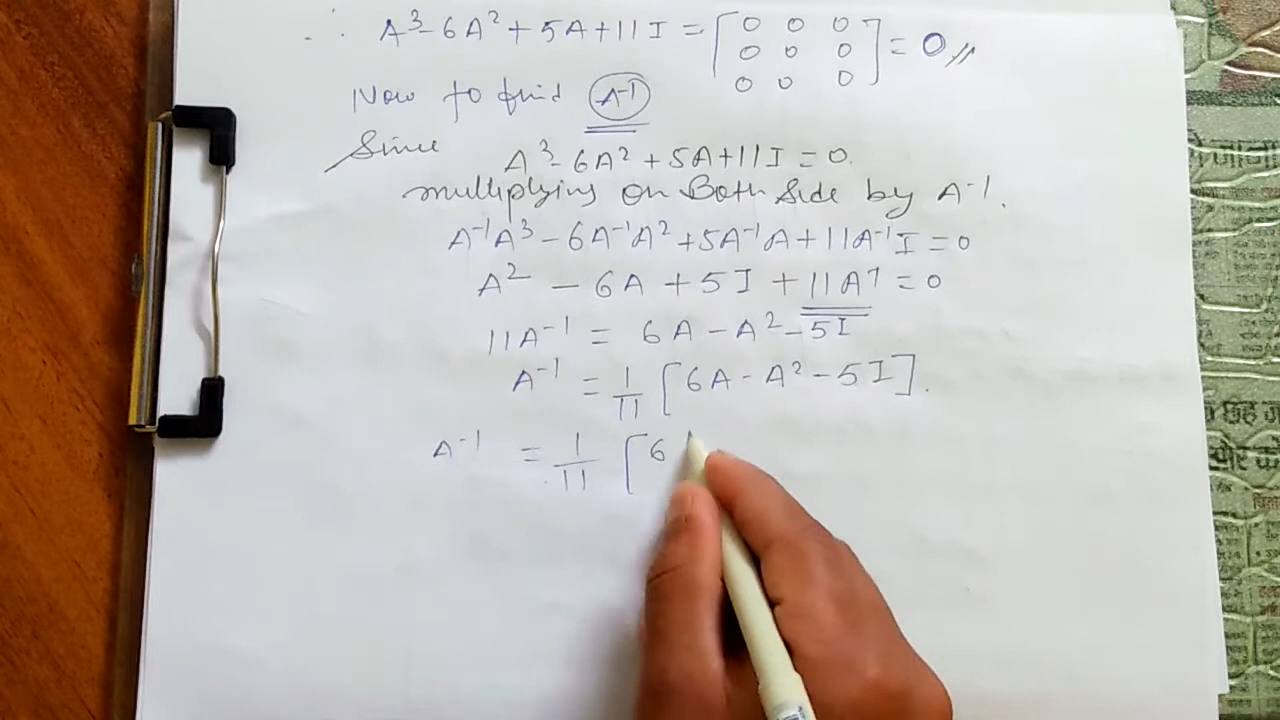 ∴ A³-6A²+5A+11I = [0 0 0
0 0 0
0 0 0] = 0
Now to find A⁻¹
Since A³-6A²+5A+11I = 0.
multiplying on Both Side by A⁻¹.
A⁻¹A³ - 6A⁻¹A² + 5A⁻¹A + 11A⁻¹I = 0
A² - 6A + 5I + 11A⁻¹ = 0
11A⁻¹ = 6A - A² - 5I
A⁻¹ = 1/11 [6A - A² - 5I].
A⁻¹ = 1/11 [6